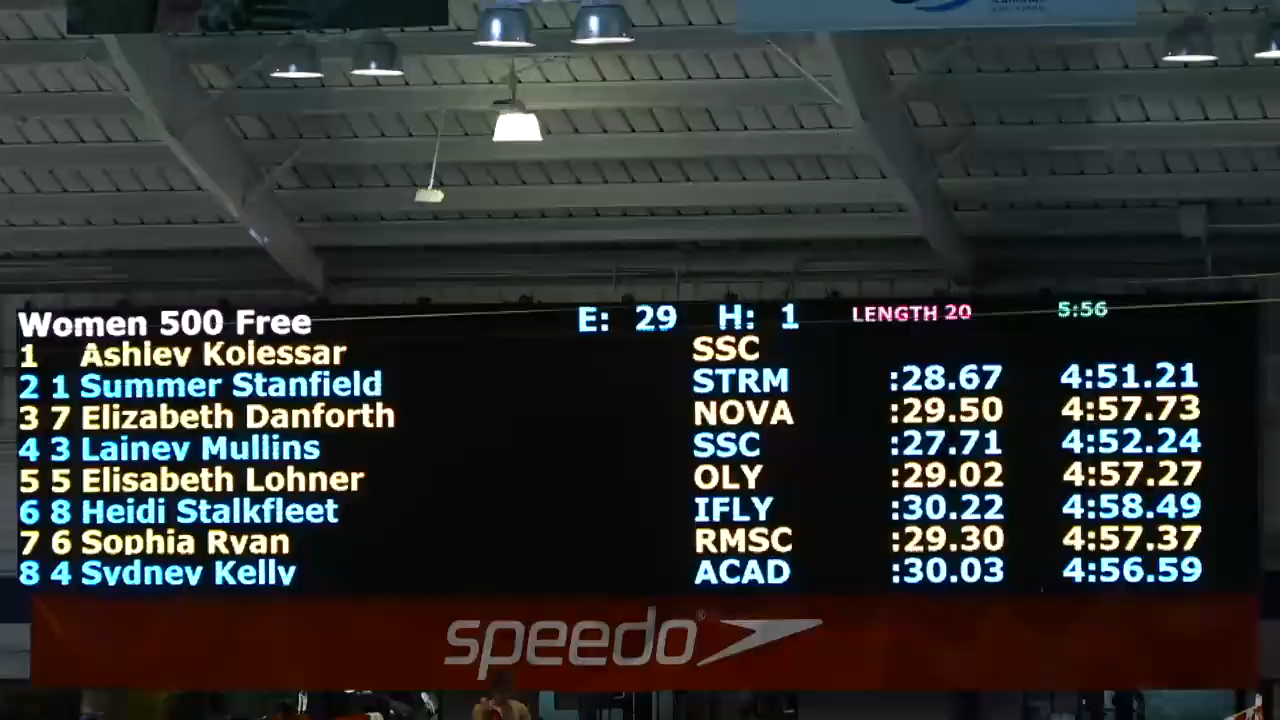 Women 500 Free E: 29 H: 1 LENGTH 20 5:56
1 Ashley Kolessar SSC
2 1 Summer Stanfield STRM :28.67 4:51.21
3 7 Elizabeth Danforth NOVA :29.50 4:57.73
4 3 Lainey Mullins SSC :27.71 4:52.24
5 5 Elisabeth Lohner OLY :29.02 4:57.27
6 8 Heidi Stalkfleet IFLY :30.22 4:58.49
7 6 Sophia Ryan RMSC :29.30 4:57.37
8 4 Sydney Kelly ACAD :30.03 4:56.59
speedo®